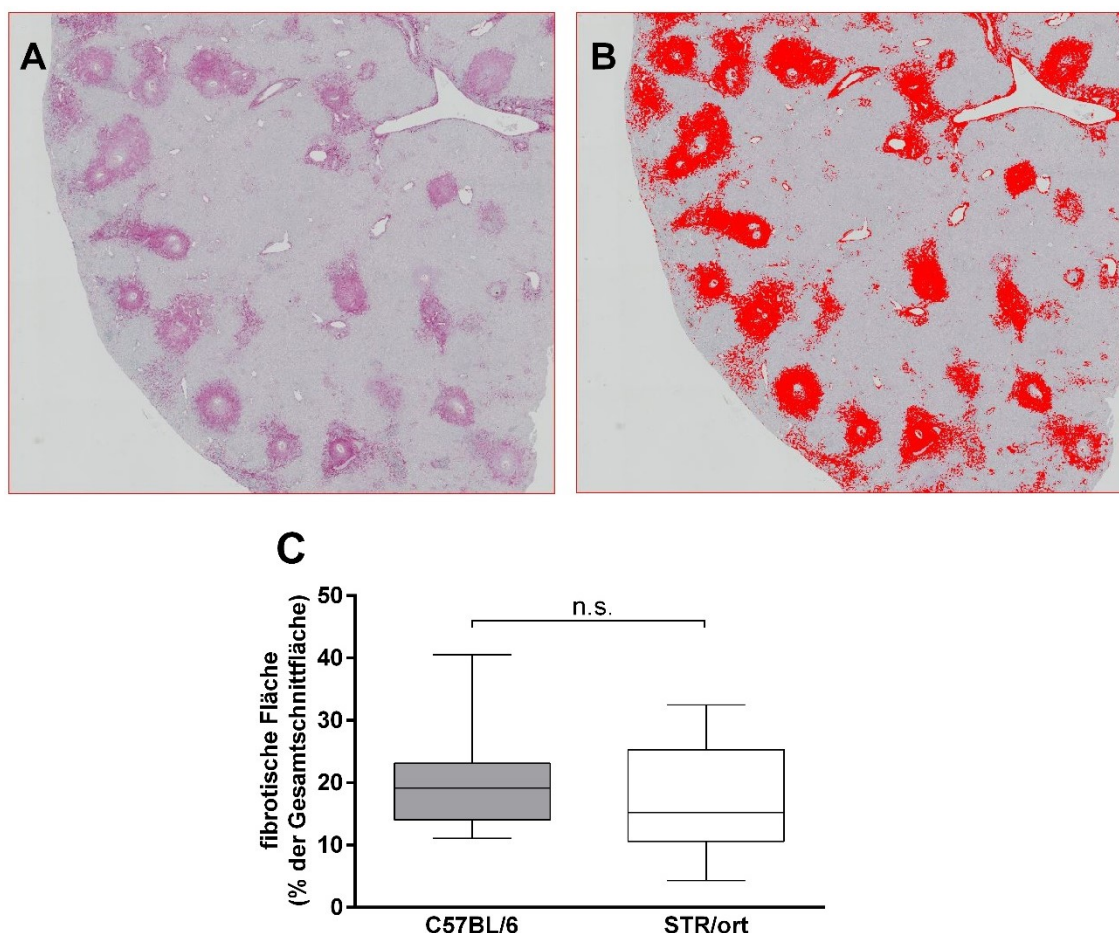 A
B
C
fibrotische Fläche
(% der Gesamtschnittfläche)
50
40
30
20
10
0
n.s.
C57BL/6
STR/ort